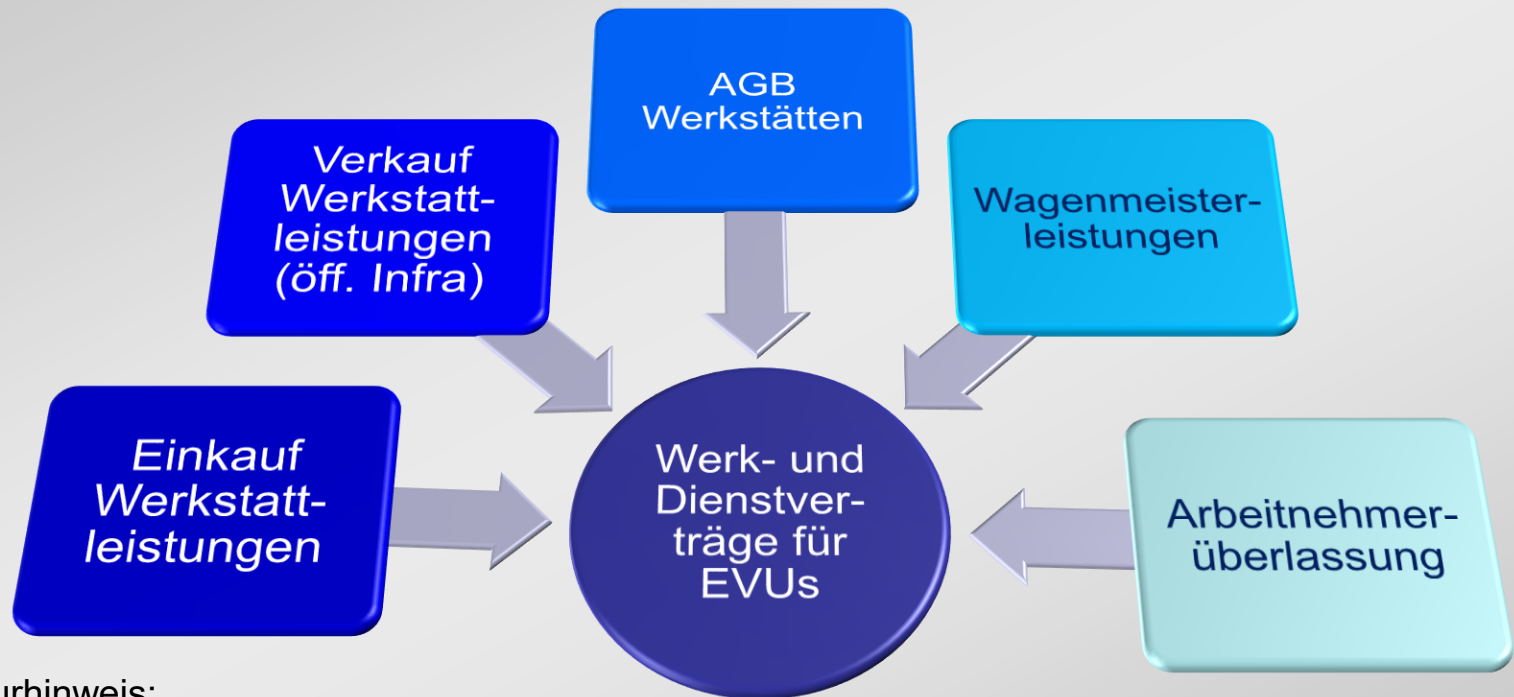 AGB
Werkstätten
Verkauf
Werkstatt-
leistungen
(öff. Infra)
Wagenmeister-
leistungen
Einkauf
Werkstatt-
leistungen
Werk- und
Dienstver-
träge für
EVUs
Arbeitnehmer-
überlassung
urhinweis: